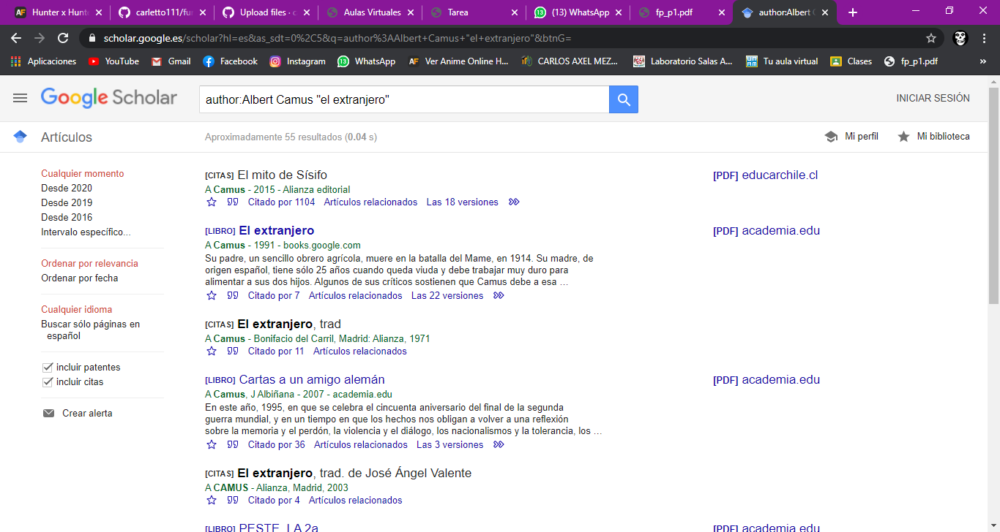 Hunter x Hunt
carletto111/fur
Upload files · c
Aulas Virtuales
Tarea
(13) WhatsApp
fp_p1.pdf
author:Albert C
scholar.google.es/scholar?hl=es&as_sdt=0%2C5&q=author%3AAlbert+Camus+"el+extranjero"&btnG=
Aplicaciones YouTube Gmail Facebook Instagram WhatsApp Ver Anime Online H... CARLOS AXEL MEZ... Laboratorio Salas A... Tu aula virtual Clases fp_p1.pdf
Google Scholar author:Albert Camus "el extranjero" INICIAR SESIÓN
Artículos Aproximadamente 55 resultados (0.04 s) Mi perfil Mi biblioteca
Cualquier momento
Desde 2020
Desde 2019
Desde 2016
Intervalo específico...
Ordenar por relevancia
Ordenar por fecha
Cualquier idioma
Buscar sólo páginas en
español
incluir patentes
incluir citas
Crear alerta
[CITAS] El mito de Sísifo
A Camus - 2015 - Alianza editorial
Citado por 1104 Artículos relacionados Las 18 versiones
[PDF] educarchile.cl
[LIBRO] El extranjero
A Camus - 1991 - books.google.com
Su padre, un sencillo obrero agrícola, muere en la batalla del Mame, en 1914. Su madre, de
origen español, tiene sólo 25 años cuando queda viuda y debe trabajar muy duro para
alimentar a sus dos hijos. Algunos de sus críticos sostienen que Camus debe a esa ...
Citado por 7 Artículos relacionados Las 22 versiones
[PDF] academia.edu
[CITAS] El extranjero, trad
A Camus - Bonifacio del Carril, Madrid: Alianza, 1971
Citado por 11 Artículos relacionados
[LIBRO] Cartas a un amigo alemán
A Camus, J Albiñana - 2007 - academia.edu
En este año, 1995, en que se celebra el cincuenta aniversario del final de la segunda
guerra mundial, y en un tiempo en que los hechos nos obligan a volver a una reflexión
sobre la memoria y el perdón, la violencia y el diálogo, los nacionalismos y la tolerancia, los ...
Citado por 36 Artículos relacionados Las 3 versiones
[PDF] academia.edu
[CITAS] El extranjero, trad. de José Ángel Valente
A CAMUS - Alianza, Madrid, 2003
Citado por 4 Artículos relacionados
[LIBRO] PESTE, LA 2a
[PDF] academia.edu